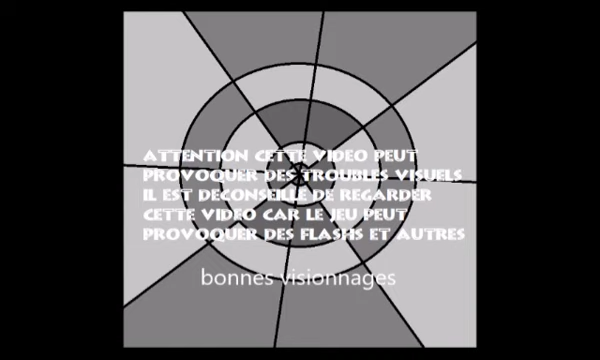 ATTENTION CETTE VIDEO PEUT
PROVOQUER DES TROUBLES VISUELS
IL EST DECONSEILLE DE REGARDER
CETTE VIDEO CAR LE JEU PEUT
PROVOQUER DES FLASHS ET AUTRES
bonnes visionnages